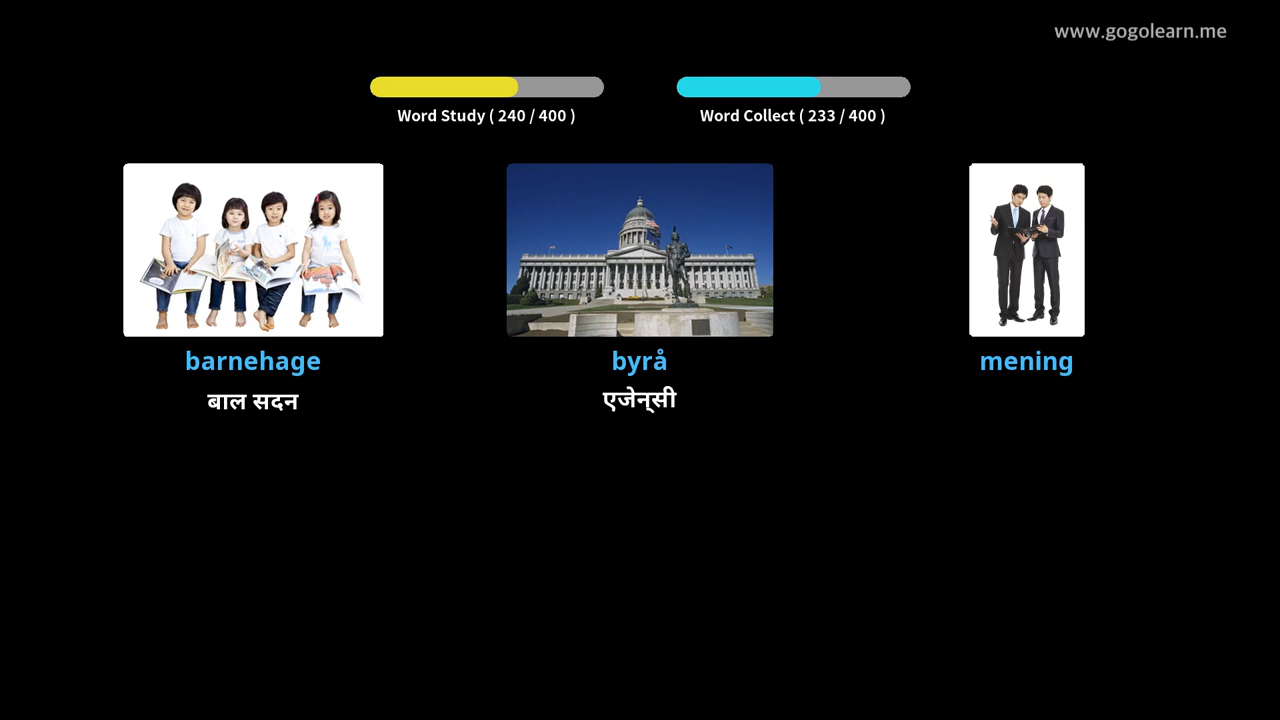 www.gogolearn.me
Word Study ( 240 / 400 )
Word Collect ( 233 / 400 )
barnehage
byrå
mening
बाल सदन
एजेन्‌सी